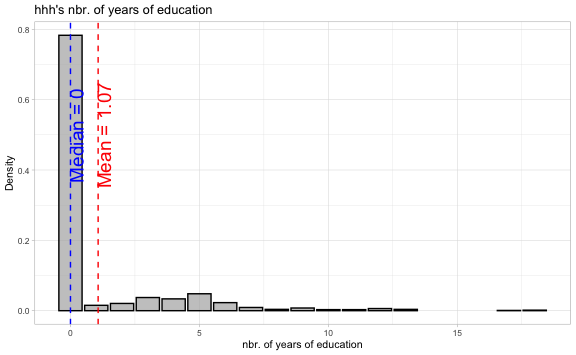 hhh's nbr. of years of education
Density
0.8
0.6
0.4
0.2
0.0
Median = 0
Mean = 1.07
0
5
10
15
nbr. of years of education